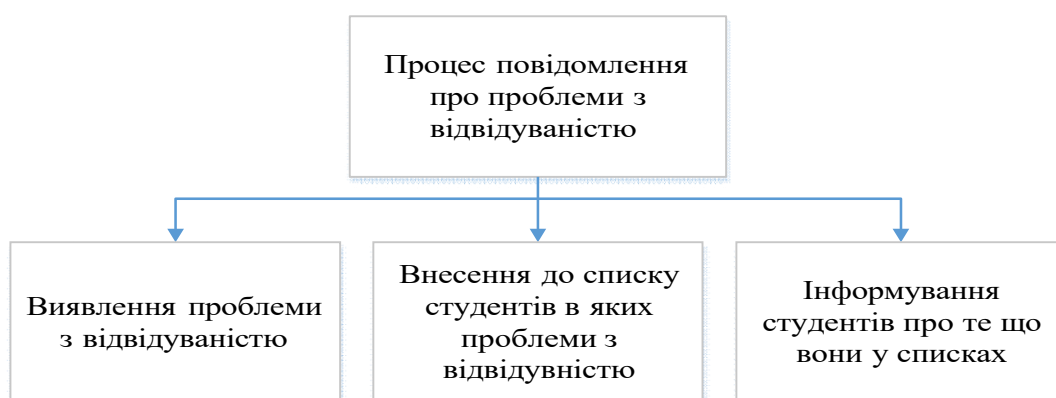 Процес повідомлення
про проблеми з
відвідуваністю
Виявлення проблеми
з відвідуваністю
Внесення до списку
студентів в яких
проблеми з
відвідувністю
Інформування
студентів про те що
вони у списках